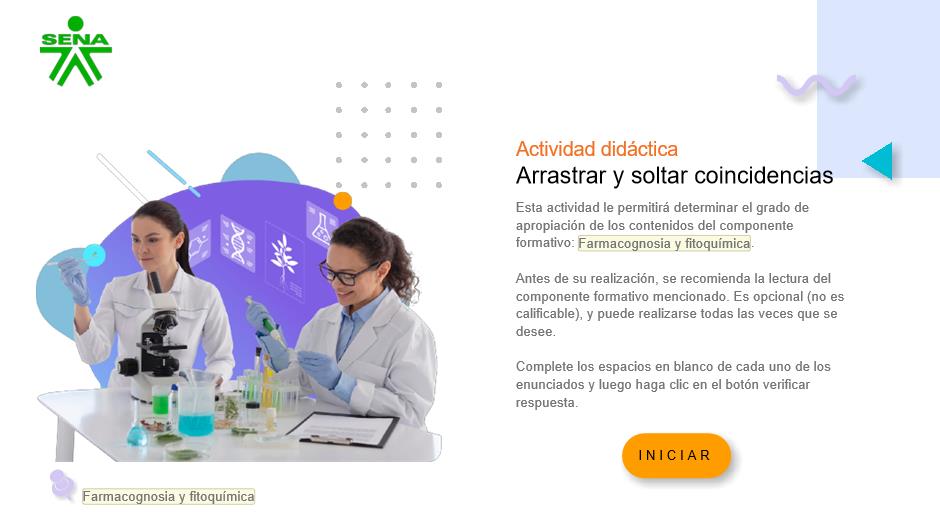 SENA
Actividad didáctica
Arrastrar y soltar coincidencias
Esta actividad le permitirá determinar el grado de
apropiación de los contenidos del componente
formativo: Farmacognosia y fitoquímica.
Antes de su realización, se recomienda la lectura del
componente formativo mencionado. Es opcional (no es
calificable), y puede realizarse todas las veces que se
desee.
Complete los espacios en blanco de cada uno de los
enunciados y luego haga clic en el botón verificar
respuesta.
INICIAR
Farmacognosia y fitoquímica